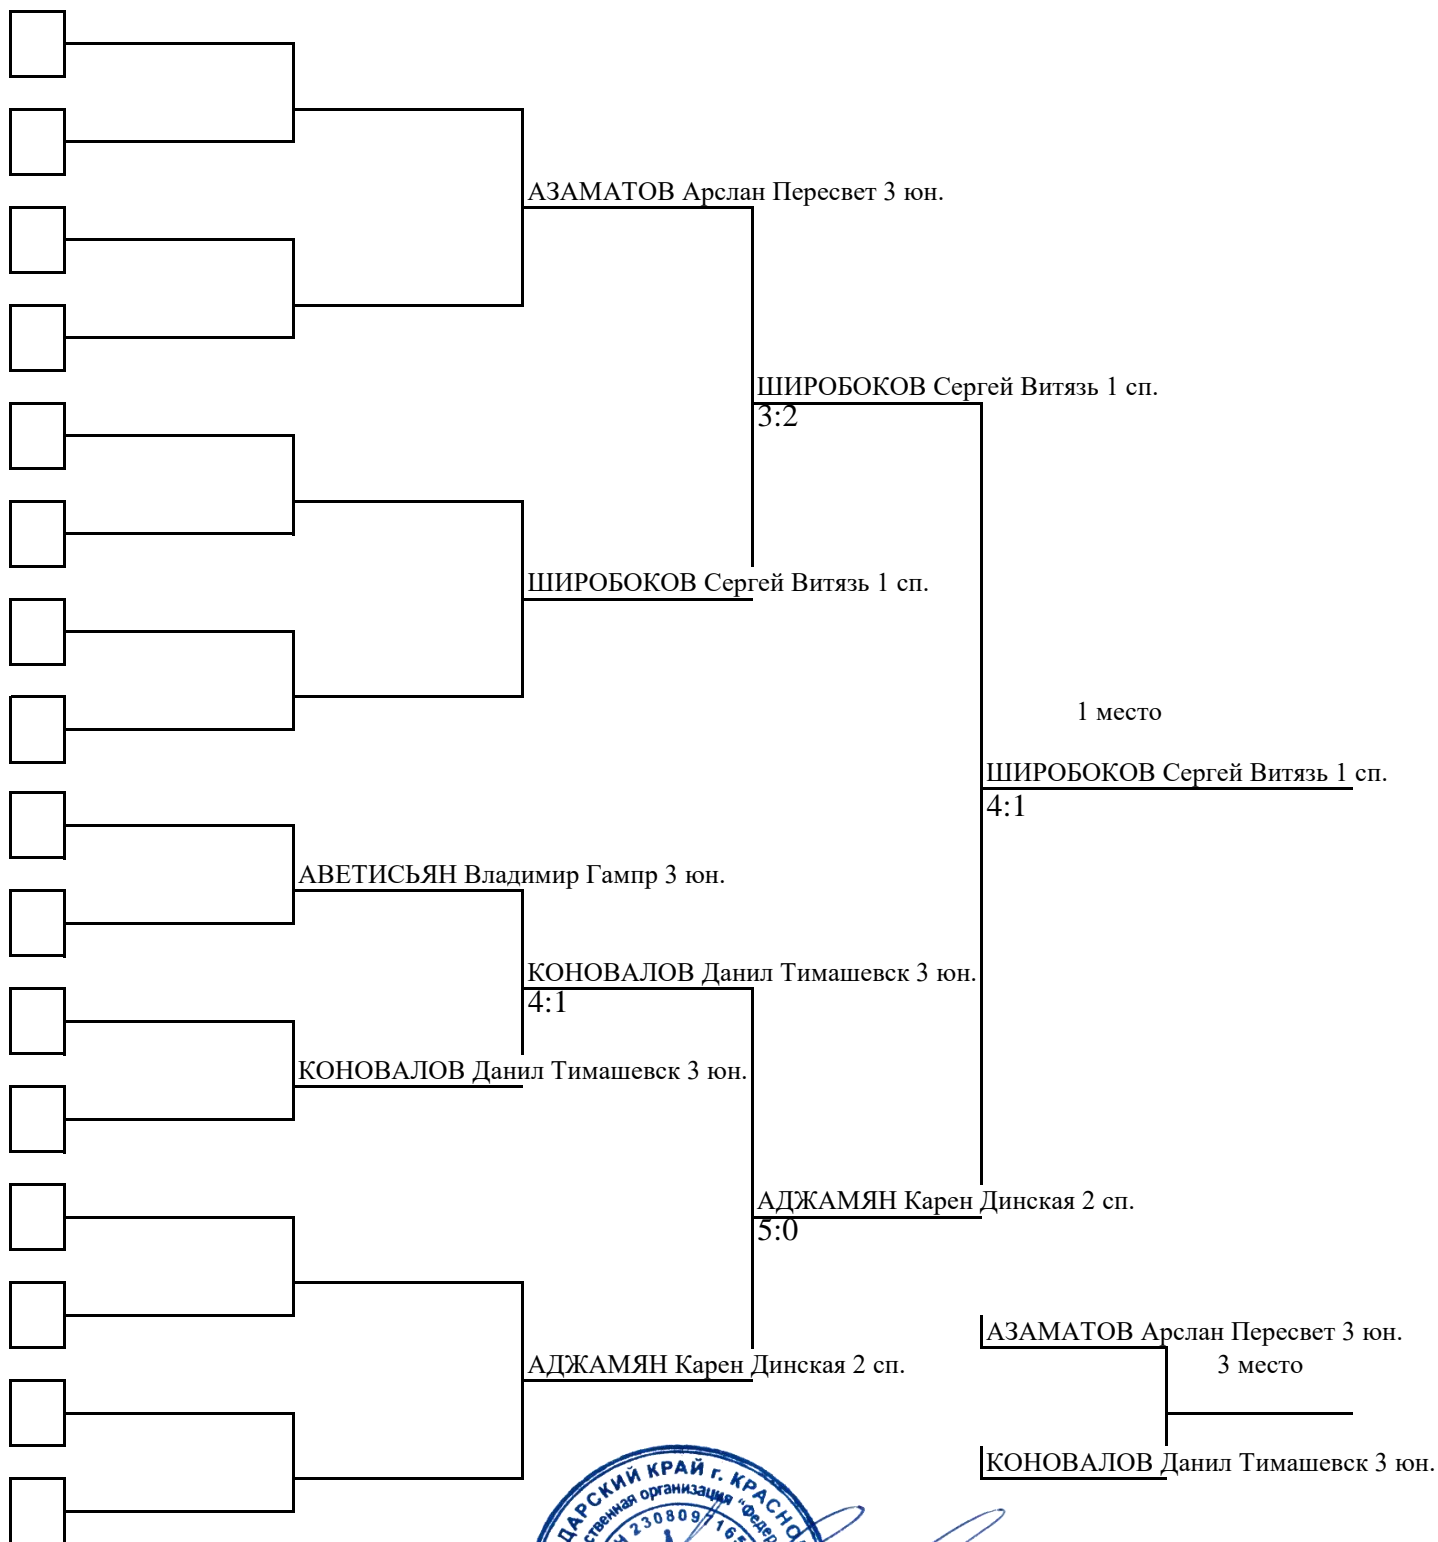 АЗАМАТОВ Арслан Пересвет 3 юн.
ШИРОБОКОВ Сергей Витязь 1 сп.
3:2
ШИРОБОКОВ Сергей Витязь 1 сп.
1 место
ШИРОБОКОВ Сергей Витязь 1 сп.
4:1
АВЕТИСЬЯН Владимир Гампр 3 юн.
КОНОВАЛОВ Данил Тимашевск 3 юн.
4:1
КОНОВАЛОВ Данил Тимашевск 3 юн.
АДЖАМЯН Карен Динская 2 сп.
5:0
АЗАМАТОВ Арслан Пересвет 3 юн.
АДЖАМЯН Карен Динская 2 сп.
3 место
КОНОВАЛОВ Данил Тимашевск 3 юн.
КРАЙ г.
организация